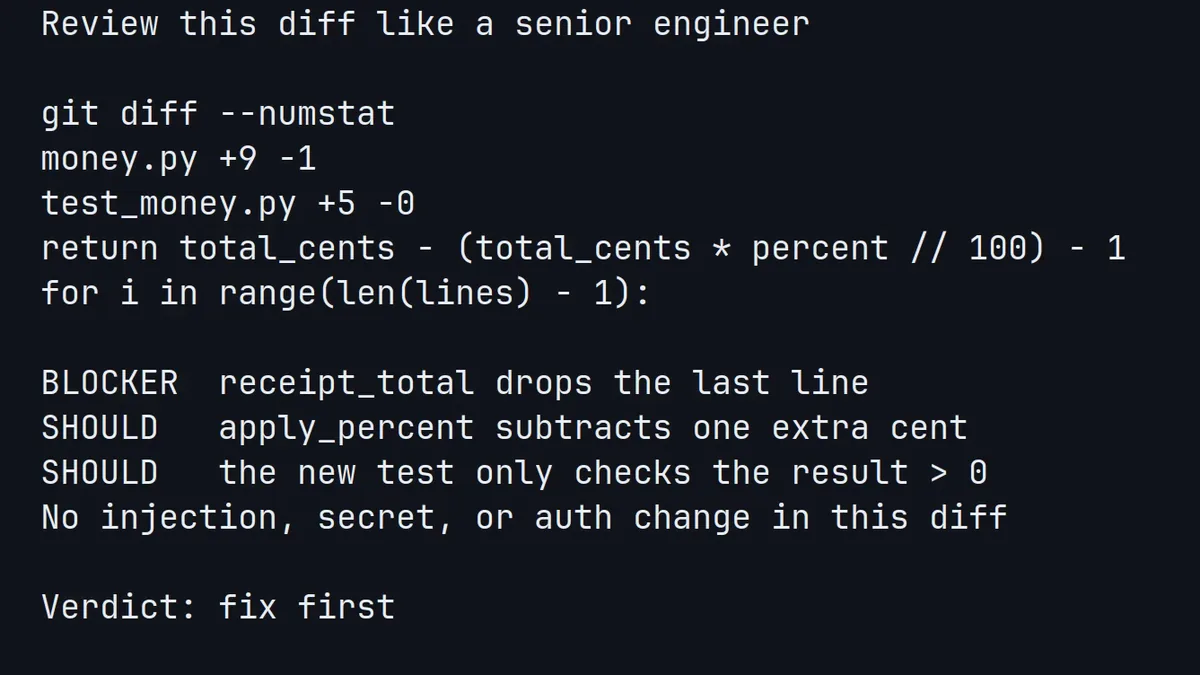 Review this diff like a senior engineer
git diff --numstat
money.py +9 -1
test_money.py +5 -0
return total_cents - (total_cents * percent // 100) - 1
for i in range(len(lines) - 1):
BLOCKER  receipt_total drops the last line
SHOULD   apply_percent subtracts one extra cent
SHOULD   the new test only checks the result > 0
No injection, secret, or auth change in this diff
Verdict: fix first